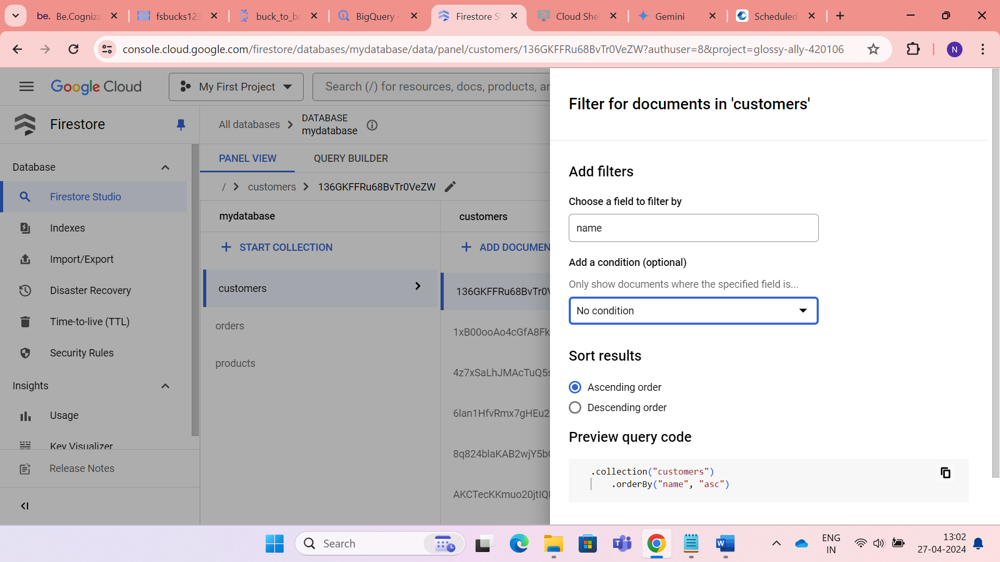 be. Be.Cogniza
fsbucks123
buck_to_bc
BigQuery –
Firestore S
Cloud She
Gemini
Scheduled
console.cloud.google.com/firestore/databases/mydatabase/data/panel/customers/136GKFFRu68BvTr0VeZW?authuser=8&project=glossy-ally-420106
N
Google Cloud
My First Project
Search (/) for resources, docs, products, an
Firestore
All databases
DATABASE
mydatabase
PANEL VIEW
QUERY BUILDER
Database
Firestore Studio
Indexes
Import/Export
Disaster Recovery
Time-to-live (TTL)
Security Rules
Insights
Usage
Key Visualizer
Release Notes
/ customers 136GKFFRu68BvTr0VeZW
mydatabase
START COLLECTION
customers
orders
products
customers
ADD DOCUMEN
136GKFFRu68BvTr0V
1xB00ooAo4cGfA8Fk
4z7xSaLhJMAcTuQ5s
6lan1HfvRmx7gHEu2
8q824blaKAB2wjY5b
AKCTecKKmuo20jtIQ
Filter for documents in 'customers'
Add filters
Choose a field to filter by
name
Add a condition (optional)
Only show documents where the specified field is...
No condition
Sort results
Ascending order
Descending order
Preview query code
.collection("customers")
.orderBy("name", "asc")
Search
ENG
IN
13:02
27-04-2024